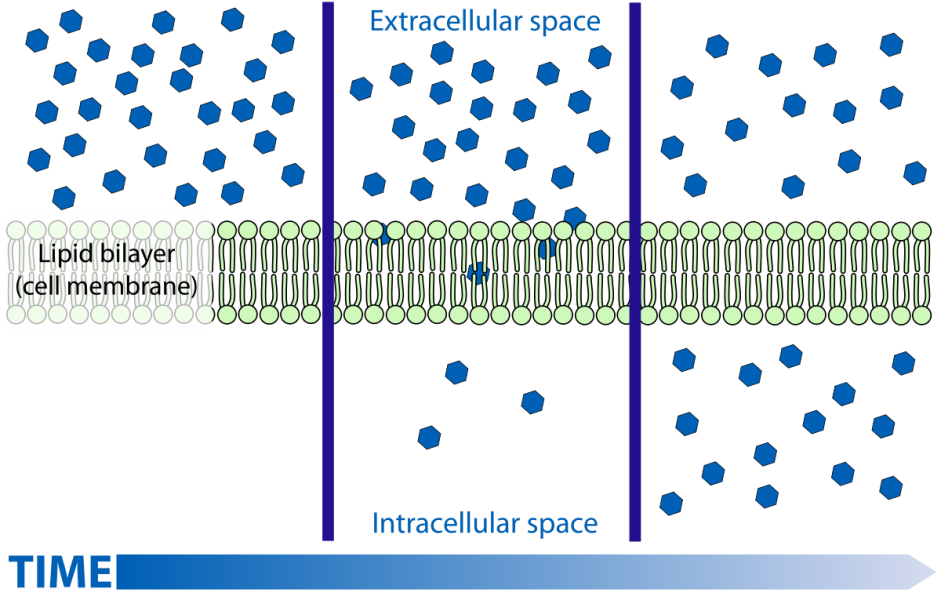 Extracellular space
Lipid bilayer
(cell membrane)
Intracellular space
TIME